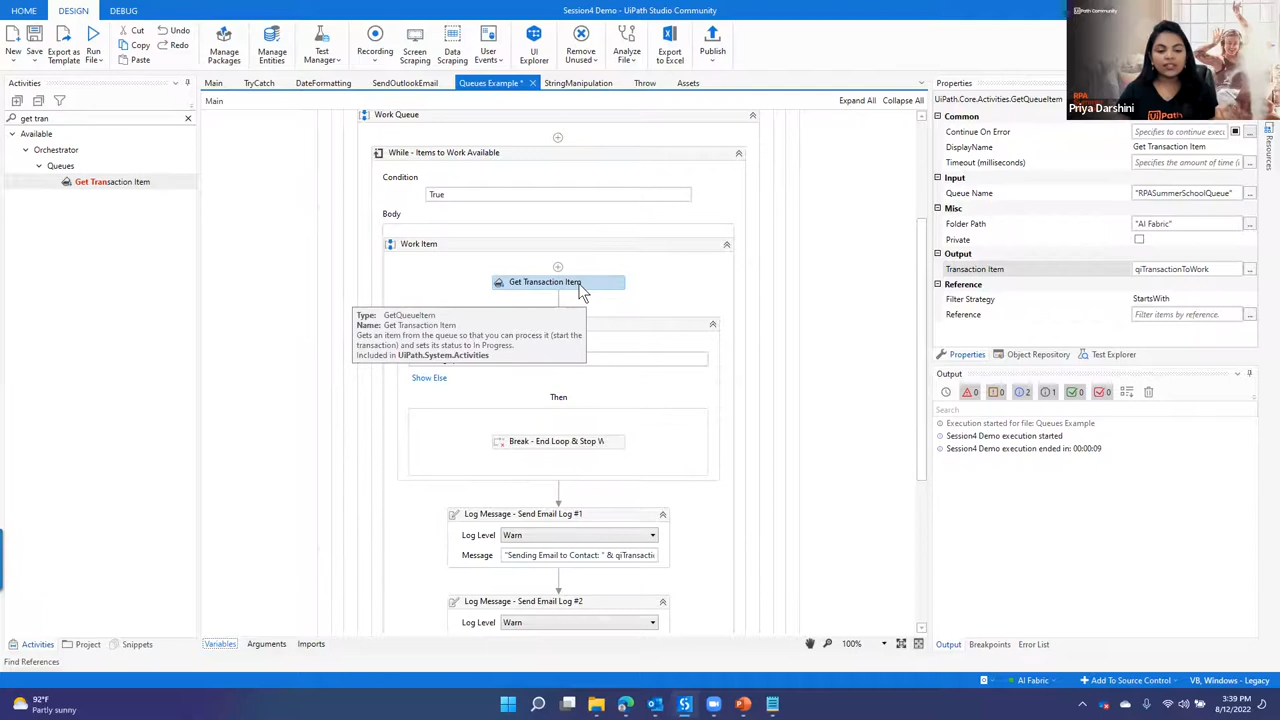 HOME DESIGN DEBUG
Session4 Demo - UiPath Studio Community
UiPath Community
New Save Export as Template Run
Cut Copy Paste
Undo Redo
Manage Packages
Manage Entities
Test Manager
Recording
Screen Scraping
Data Scraping
User Events
UI Explorer
Remove Unused
Analyze File
Export to Excel
Publish
Activities
get tran
Available
Orchestrator
Queues
Get Transaction Item
Main TryCatch DateFormatting SendOutlookEmail Queues Example * StringManipulation Throw Assets
Main
Expand All Collapse All
Work Queue
While - Items to Work Available
Condition
True
Body
Work Item
Get Transaction Item
Type: GetQueueItem
Name: Get Transaction Item
Gets an item from the queue so that you can process it (start the
transaction) and sets its status to In Progress.
Included in UiPath.System.Activities
Show Else
Then
Break - End Loop & Stop W
Log Message - Send Email Log #1
Log Level Warn
Message "Sending Email to Contact: " & qiTransactic
Log Message - Send Email Log #2
Log Level Warn
RPA
UiPath
Priya Darshini
Properties
UiPath.Core.Activities.GetQueueItem
Common
Continue On Error Specifies to continue exec
DisplayName Get Transaction Item
Timeout (milliseconds) Specifies the amount of time (i
Input
Queue Name "RPASummerSchoolQueue"
Misc
Folder Path "AI Fabric"
Private
Output
Transaction Item qiTransactionToWork
Reference
Filter Strategy StartsWith
Reference Filter items by reference.
Resources
Properties Object Repository Test Explorer
Output
0 0 2 1 0 0
Search
Execution started for file: Queues Example
Session4 Demo execution started
Session4 Demo execution ended in: 00:00:09
Activities Project Snippets
Variables Arguments Imports
100%
Output Breakpoints Error List
Find References
AI Fabric Add To Source Control VB, Windows - Legacy
92°F
Partly sunny
3:39 PM
8/12/2022